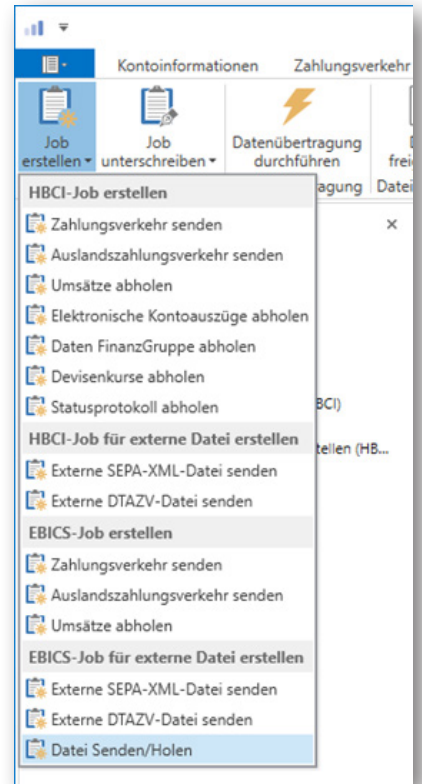 Kontoinformationen Zahlungsverkehr
Job Job Datenübertragung
erstellen unterschreiben durchführen frei
HBCI-Job erstellen agung Datei
Zahlungsverkehr senden
Auslandszahlungsverkehr senden
Umsätze abholen
Elektronische Kontoauszüge abholen
Daten FinanzGruppe abholen
Devisenkurse abholen
Statusprotokoll abholen BCI)
HBCI-Job für externe Datei erstellen tellen (HB...
Externe SEPA-XML-Datei senden
Externe DTAZV-Datei senden
EBICS-Job erstellen
Zahlungsverkehr senden
Auslandszahlungsverkehr senden
Umsätze abholen
EBICS-Job für externe Datei erstellen
Externe SEPA-XML-Datei senden
Externe DTAZV-Datei senden
Datei Senden/Holen